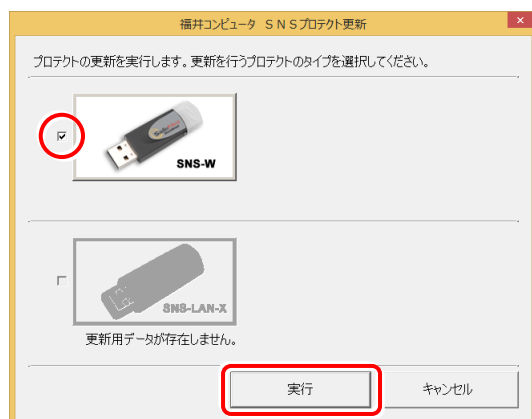 福井コンピュータ ＳＮＳプロテクト更新
プロテクトの更新を実行します。更新を行うプロテクトのタイプを選択してください。
SNS-W
SNS-LAN-X
更新用データが存在しません。
実行
キャンセル